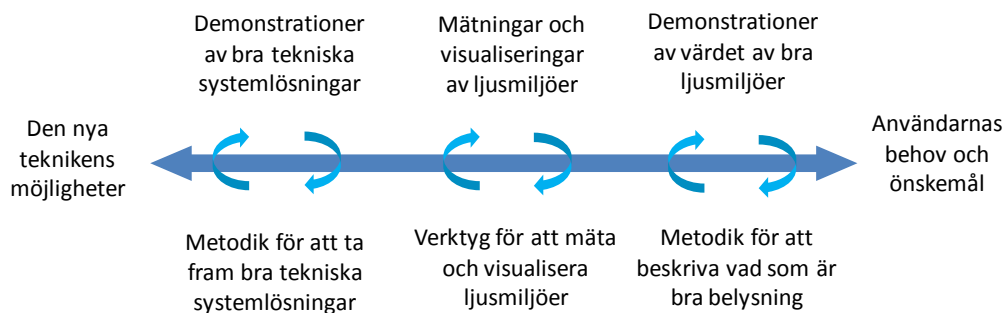 Demonstrationer
av bra tekniska
systemlösningar
Mätningar och
visualiseringar
av ljusmiljöer
Demonstrationer
av värdet av bra
ljusmiljöer
Den nya
teknikens
möjligheter
Användarnas
behov och
önskemål
Metodik för att ta
fram bra tekniska
systemlösningar
Verktyg för att mäta
och visualisera
ljusmiljöer
Metodik för att
beskriva vad som är
bra belysning